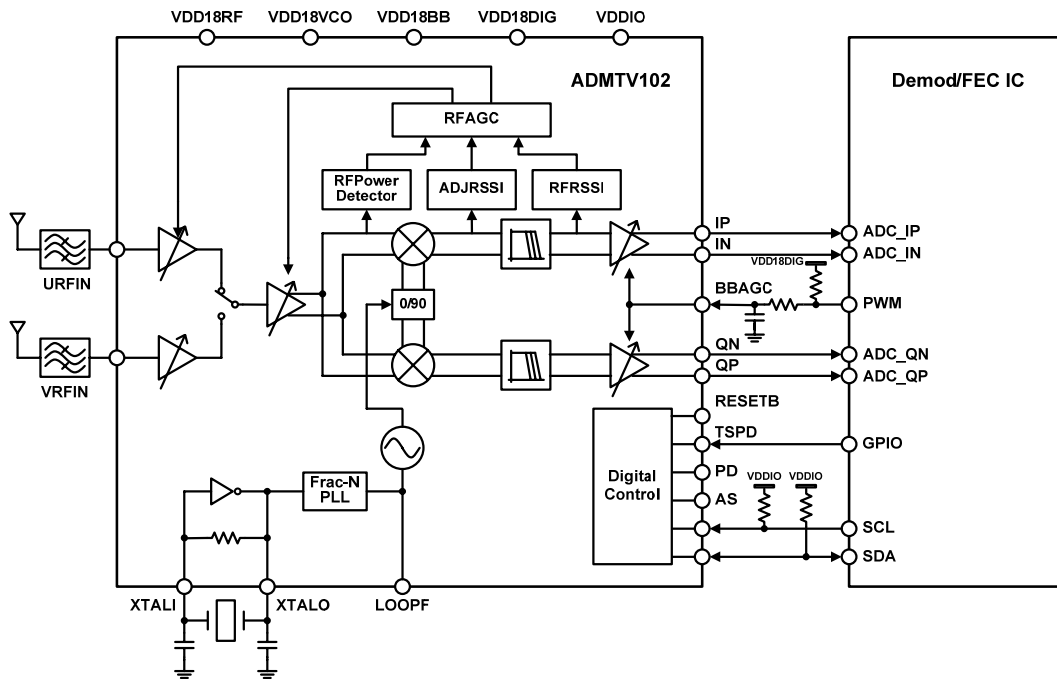 VDD18RF
VDD18VCO
VDD18BB
VDD18DIG
VDDIO
ADMTV102
Demod/FEC IC
RFAGC
RFPower
Detector
ADJRSSI
RFRSSI
URFIN
VRFIN
0/90
IP
IN
BBAGC
QN
QP
RESETB
TSPD
PD
AS
VDD18DIG
VDDIO
VDDIO
ADC_IP
ADC_IN
PWM
ADC_QN
ADC_QP
GPIO
SCL
SDA
Digital
Control
Frac-N
PLL
XTALI
XTALO
LOOPF